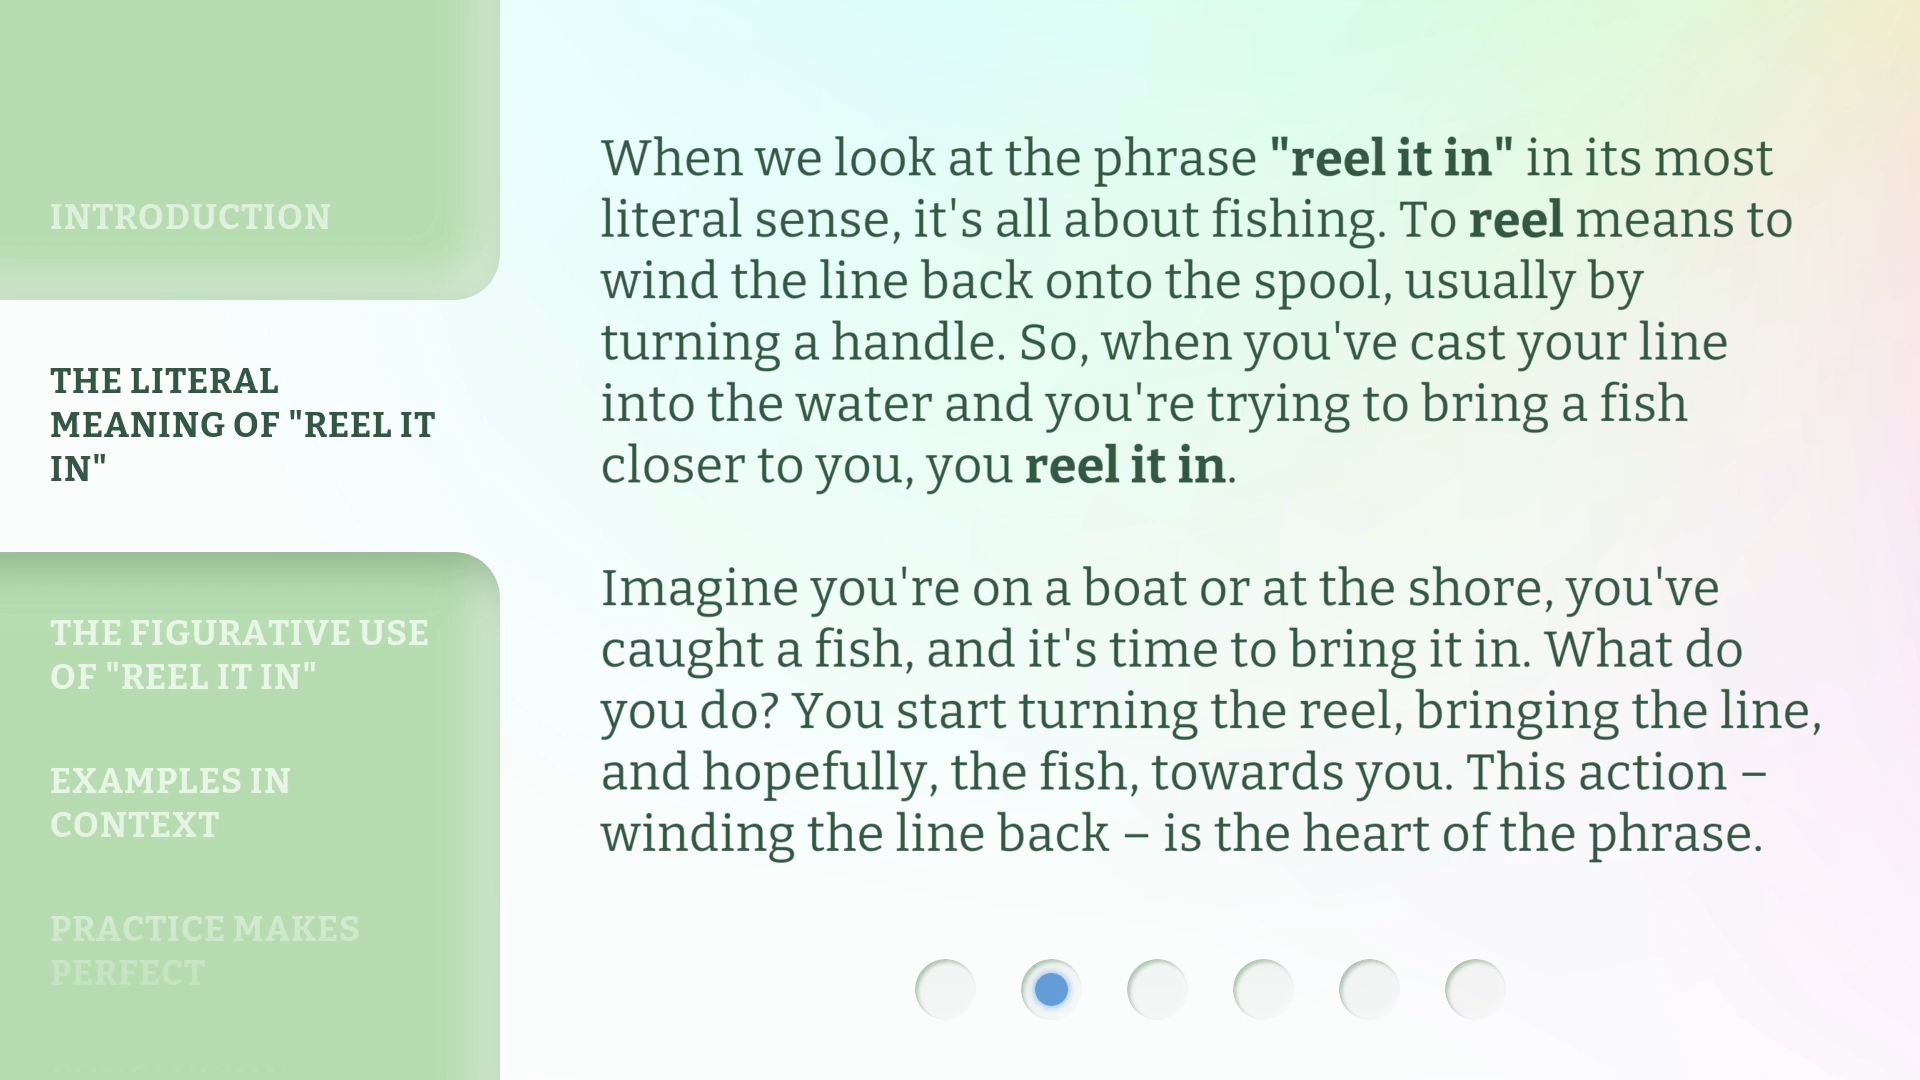 INTRODUCTION
THE LITERAL
MEANING OF "REEL IT
IN"
THE FIGURATIVE USE
OF "REEL IT IN"
EXAMPLES IN
CONTEXT
PRACTICE MAKES
PERFECT
When we look at the phrase "reel it in" in its most
literal sense, it's all about fishing. To reel means to
wind the line back onto the spool, usually by
turning a handle. So, when you've cast your line
into the water and you're trying to bring a fish
closer to you, you reel it in.
Imagine you're on a boat or at the shore, you've
caught a fish, and it's time to bring it in. What do
you do? You start turning the reel, bringing the line,
and hopefully, the fish, towards you. This action –
winding the line back – is the heart of the phrase.